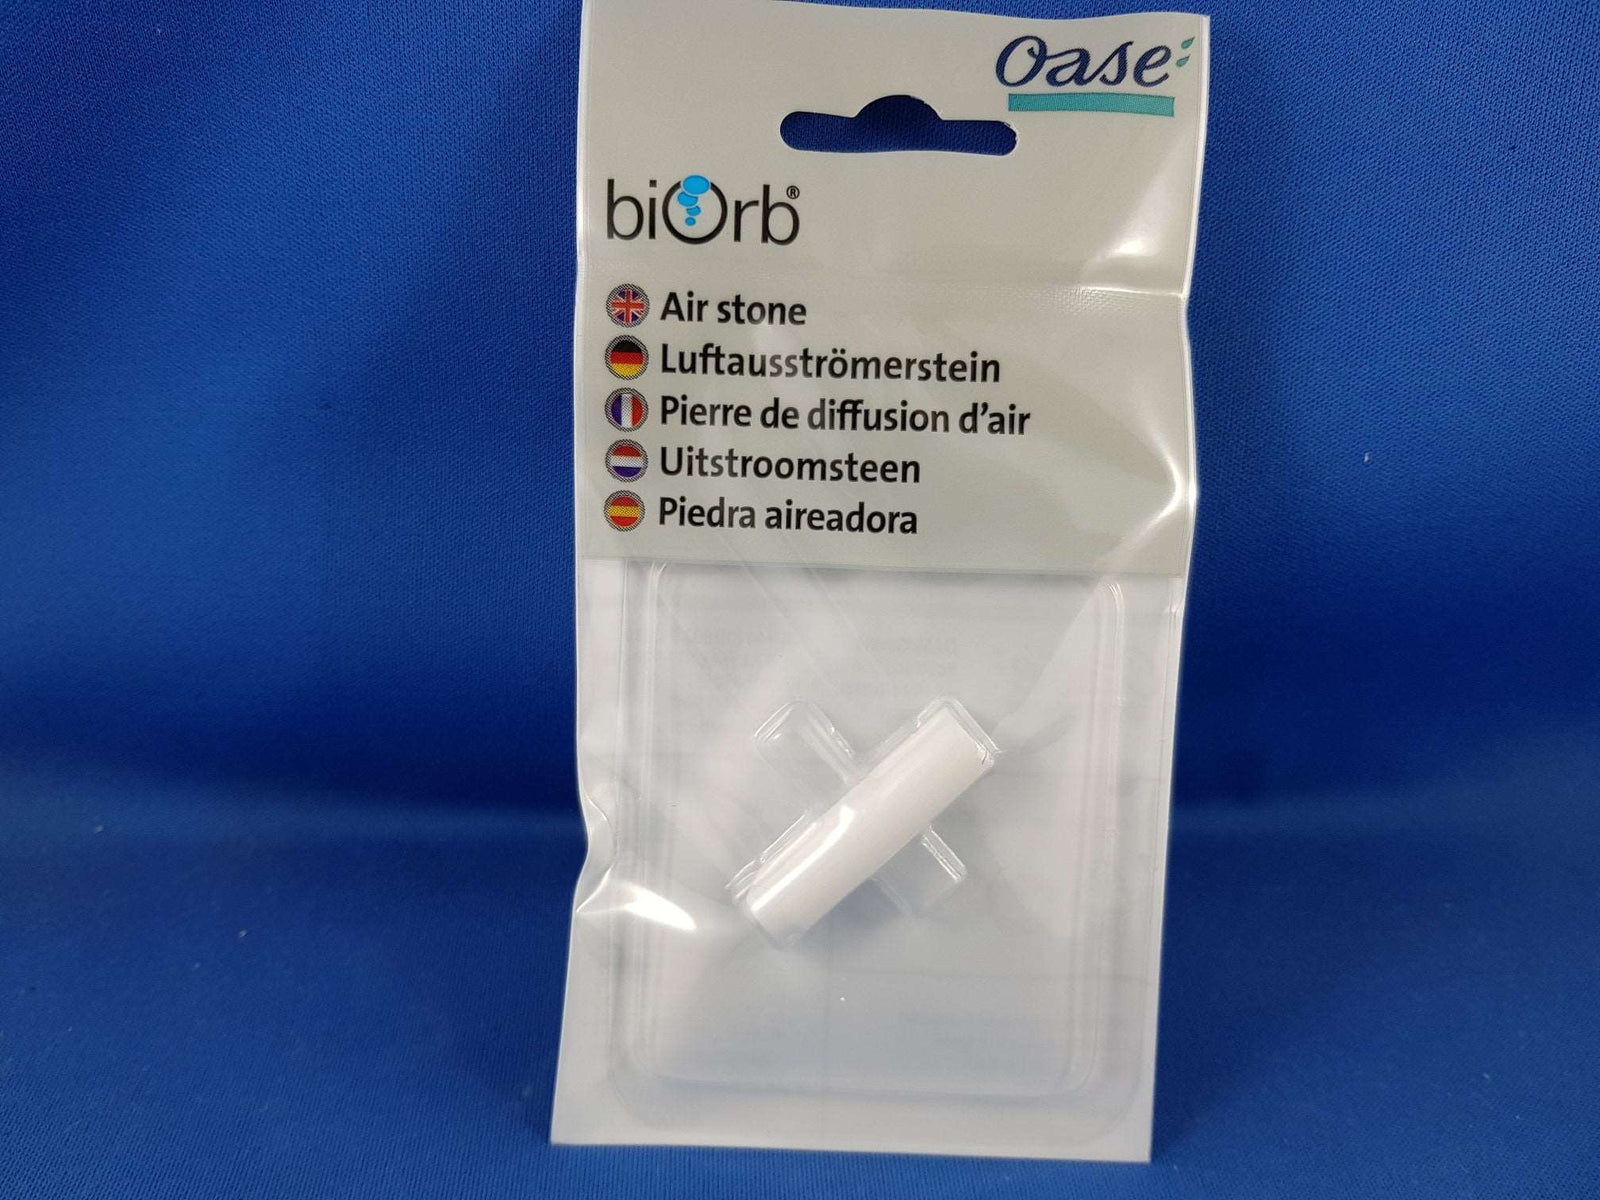 Oase
biOrb®
Air stone
Luftausströmerstein
Pierre de diffusion d'air
Uitstroomsteen
Piedra aireadora